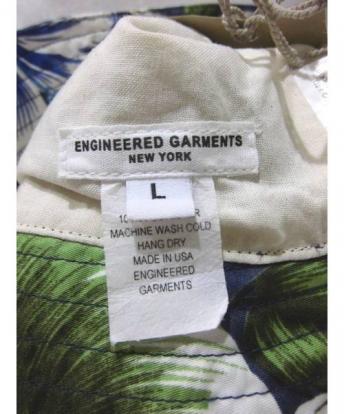 ENGINEERED GARMENTS
NEW YORK
L
MACHINE WASH COLD
HANG DRY
MADE IN USA
ENGINEERED
GARMENTS